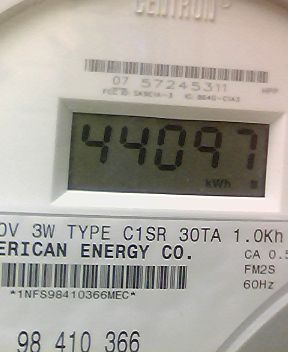 CENTRON
07 57245311
44097
kWh
0V 3W TYPE C1SR 30TA 1.0Kh
ERICAN ENERGY CO. CA 0.5
FM2S
*1NFS98410366MEC* 60Hz
98 410 366